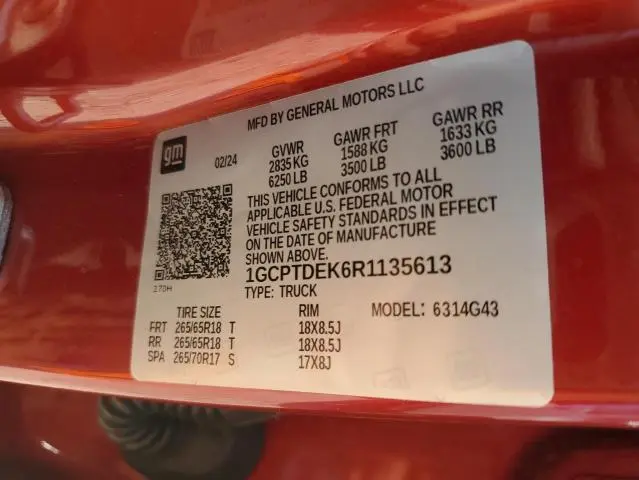 MFD BY GENERAL MOTORS LLC
gm
02/24
GVWR GAWR FRT GAWR RR
2835 KG 1588 KG 1633 KG
6250 LB 3500 LB 3600 LB
THIS VEHICLE CONFORMS TO ALL
APPLICABLE U.S. FEDERAL MOTOR
VEHICLE SAFETY STANDARDS IN EFFECT
ON THE DATE OF MANUFACTURE
SHOWN ABOVE.
1GCPTDEK6R1135613
270H
TYPE: TRUCK MODEL: 6314G43
TIRE SIZE RIM
FRT 265/65R18 T 18X8.5J
RR 265/65R18 T 18X8.5J
SPA 265/70R17 S 17X8J